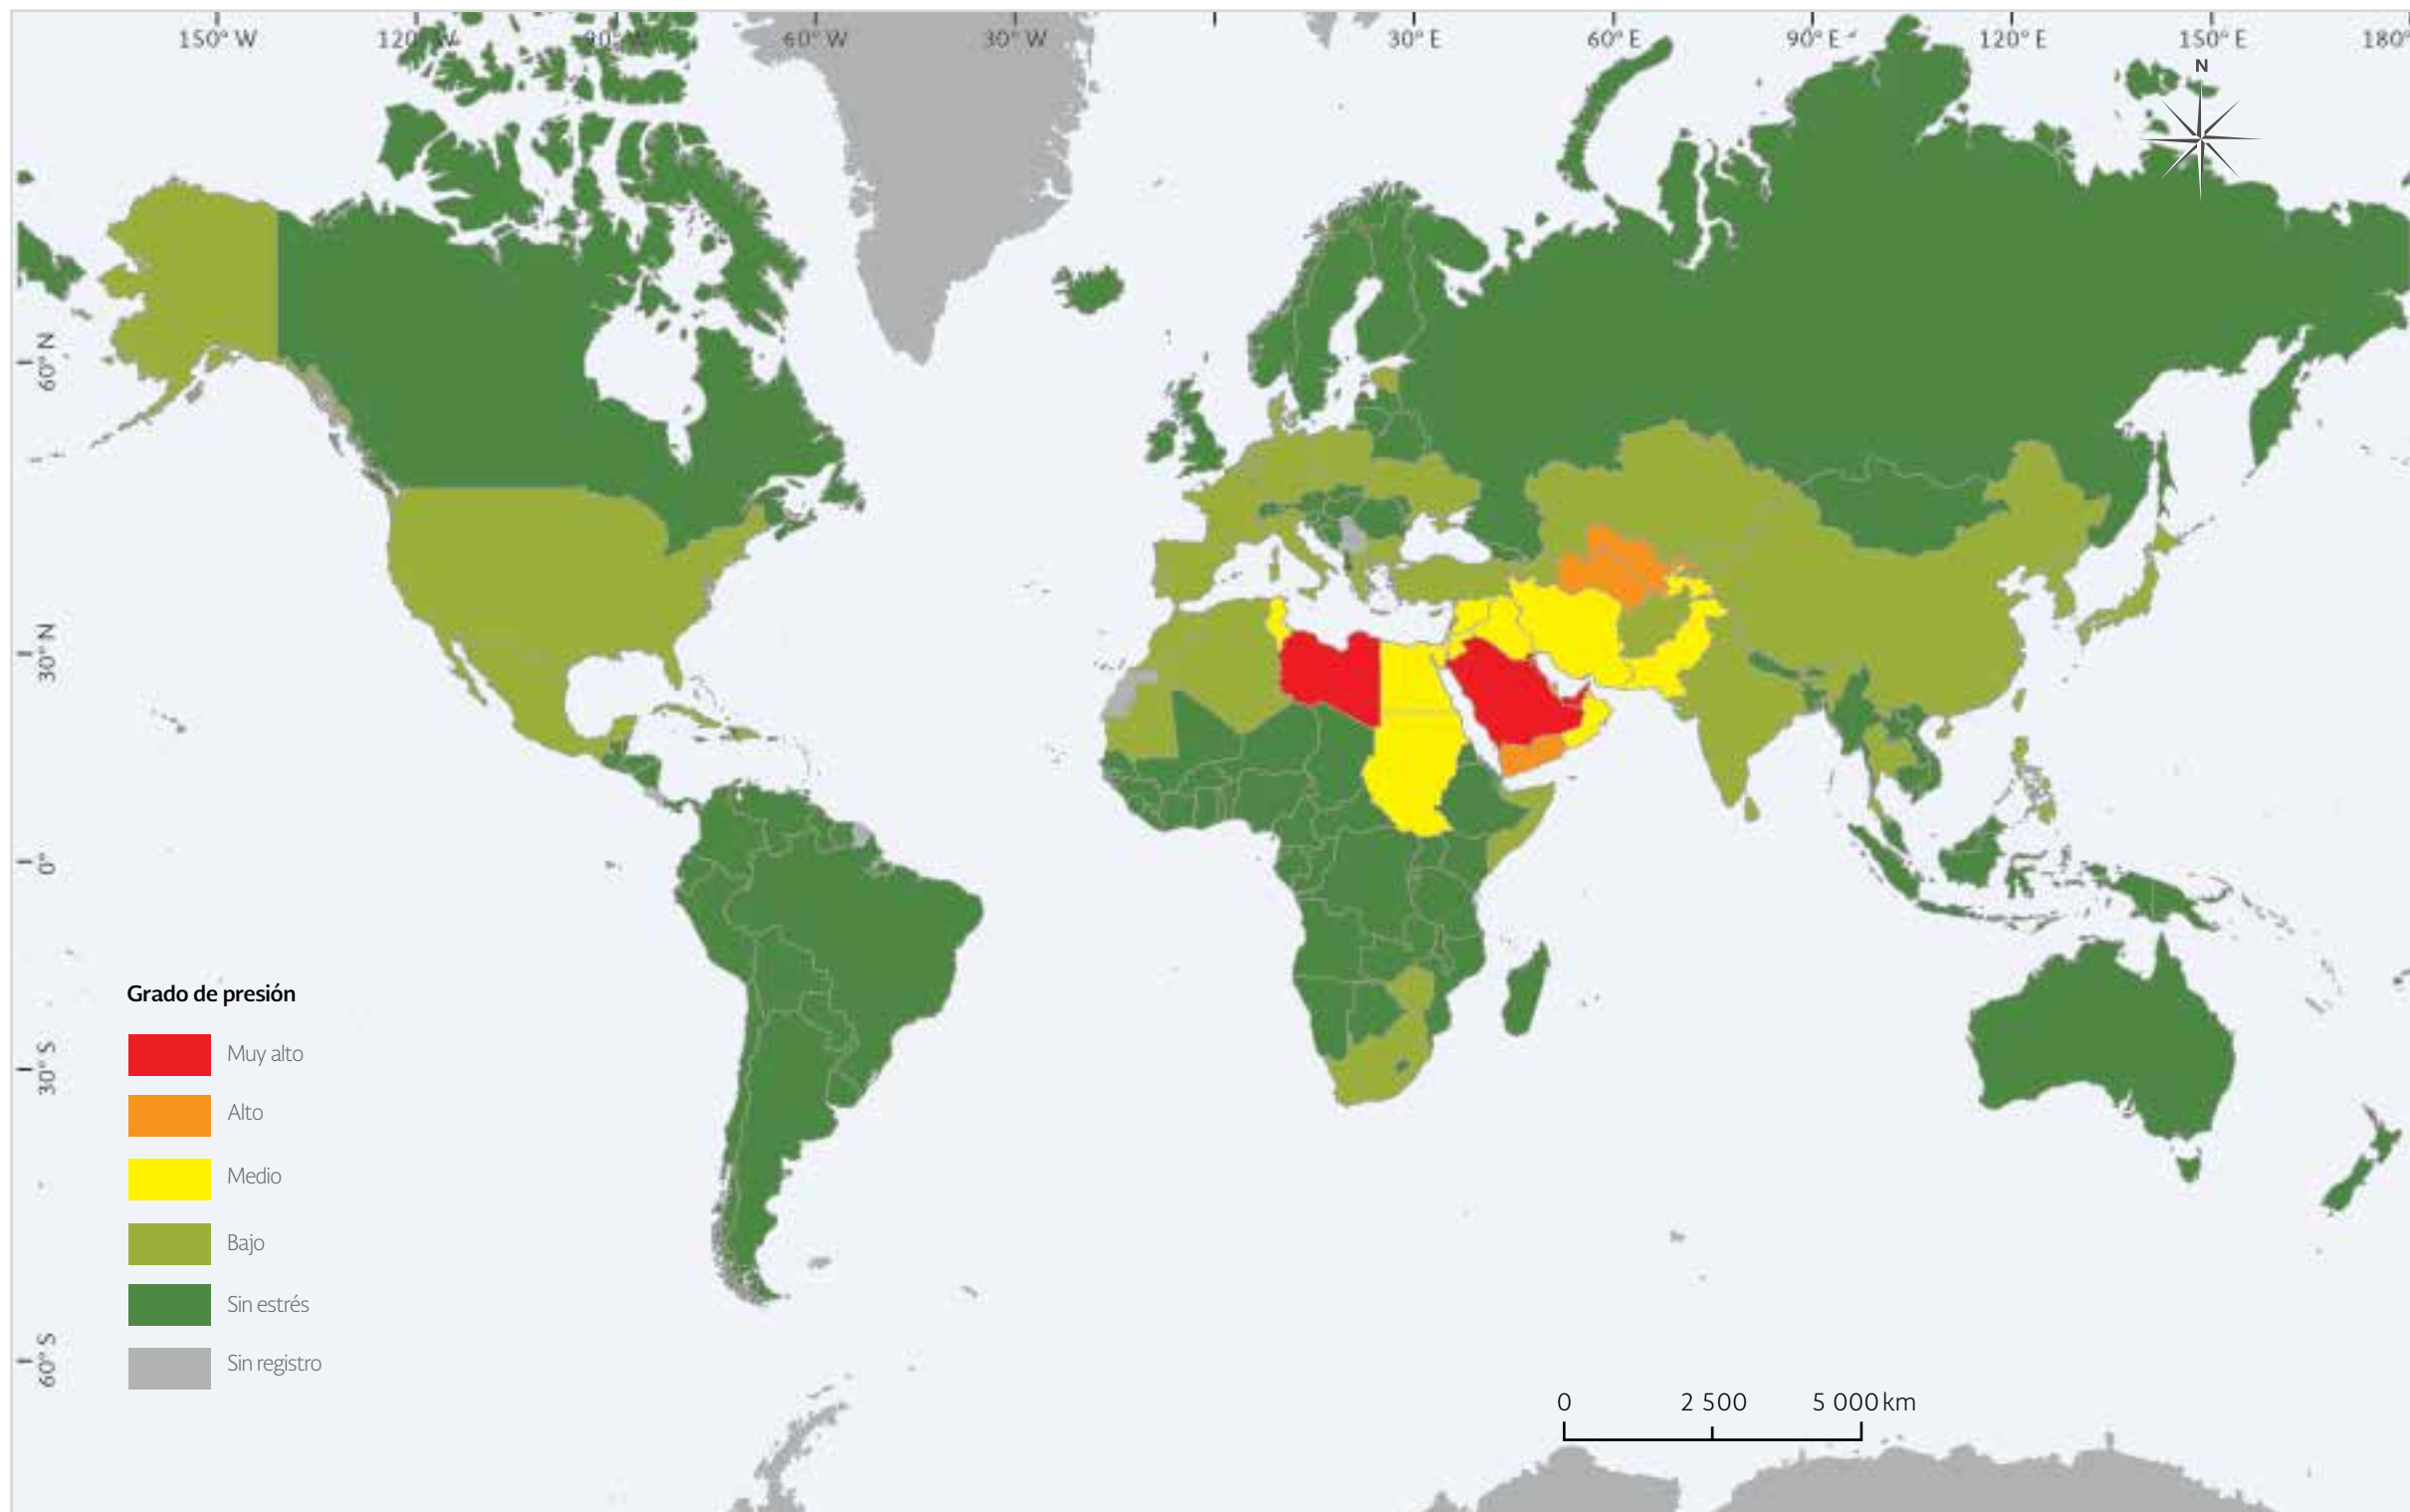 150° W 120° W 90° W 60° W 30° W 30° E 60° E 90° E 120° E 150° E 180°
N
60° N
30° N
0°
30° S
60° S
Grado de presión
Muy alto
Alto
Medio
Bajo
Sin estrés
Sin registro
0 2 500 5 000 km